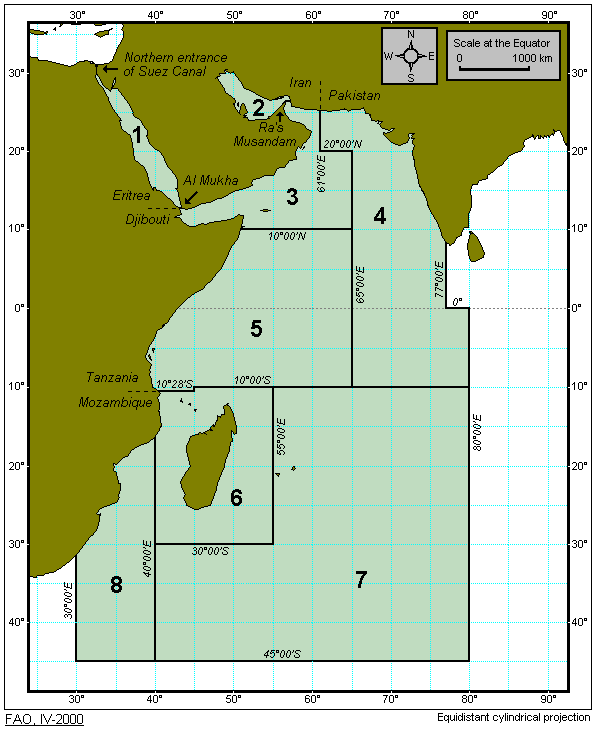 30° 40° 50° 60° 70° 80° 90°
N
W E
S
Scale at the Equator
0 1000 km
Northern entrance
of Suez Canal
30° 30°
Iran
Pakistan
2
1
Ra's
Musandam
20°00'N
20° 20°
61°00'E
Al Mukha
Eritrea
3
4
Djibouti
10° 10°
10°00'N
65°00'E
77°00'E
0° 0° 0°
5
Tanzania
10°28'S 10°00'S
10° 10°
Mozambique
55°00'E
80°00'E
20° 20°
6
30° 30°
30°00'S
40°00'E
8
7
30°00'E
40° 40°
45°00'S
30° 40° 50° 60° 70° 80° 90°
FAO, IV-2000
Equidistant cylindrical projection